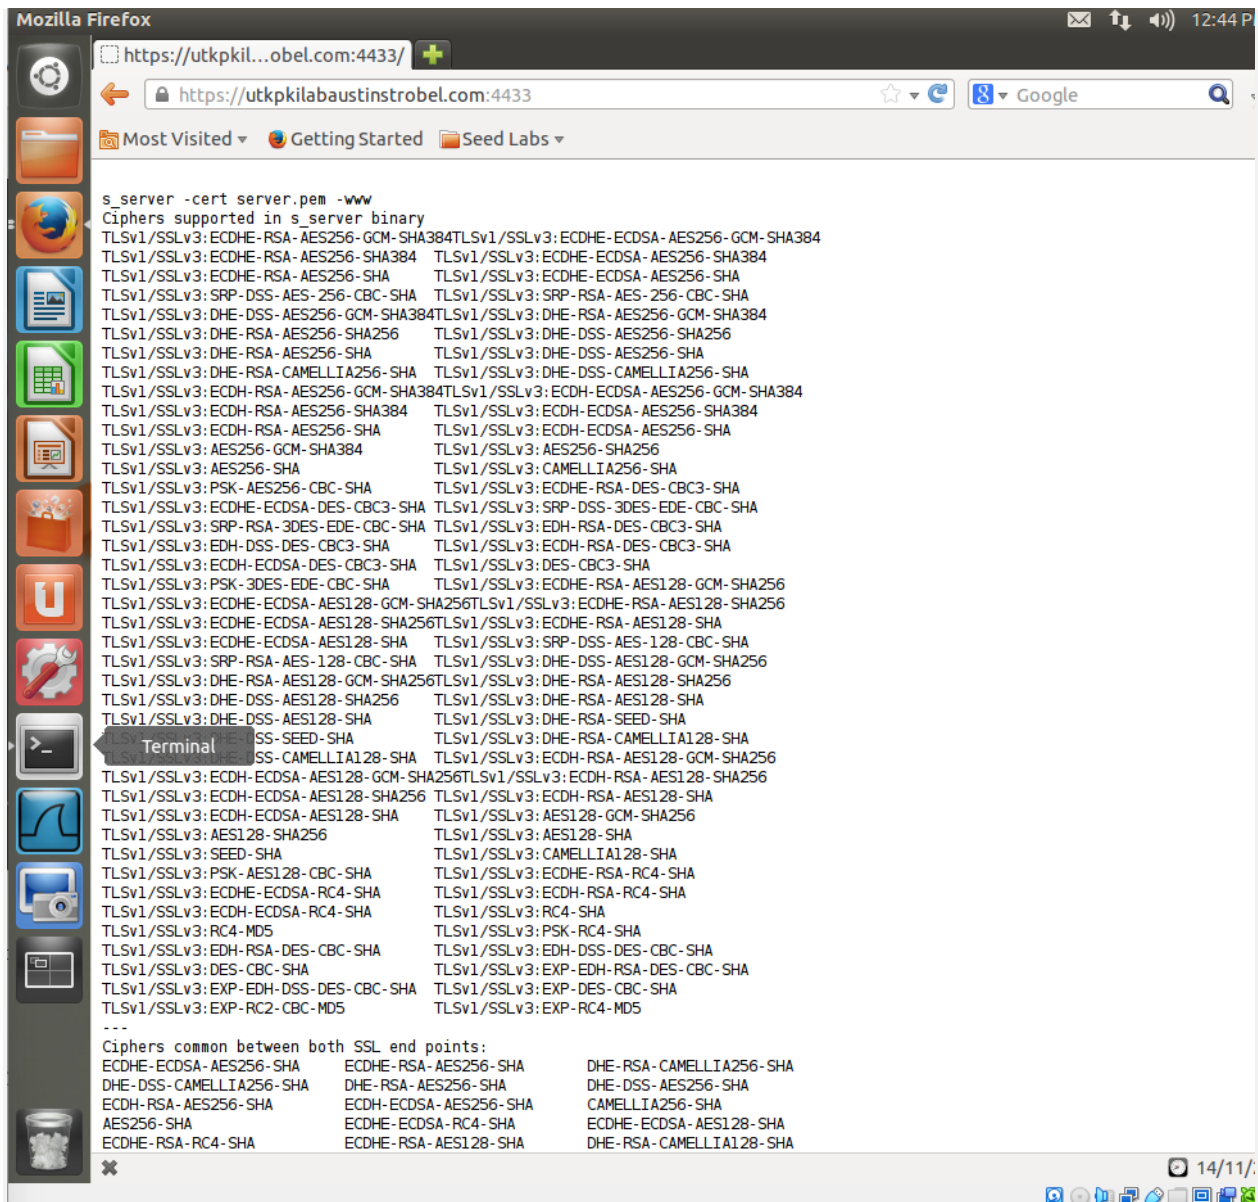 Mozilla Firefox 12:44 P
https://utkpkil...obel.com:4433/
https://utkpkilabaustinstrobel.com:4433 Google
Most Visited Getting Started Seed Labs
s_server -cert server.pem -www
Ciphers supported in s_server binary
TLSv1/SSLv3:ECDHE-RSA-AES256-GCM-SHA384TLSv1/SSLv3:ECDHE-ECDSA-AES256-GCM-SHA384
TLSv1/SSLv3:ECDHE-RSA-AES256-SHA384 TLSv1/SSLv3:ECDHE-ECDSA-AES256-SHA384
TLSv1/SSLv3:ECDHE-RSA-AES256-SHA TLSv1/SSLv3:ECDHE-ECDSA-AES256-SHA
TLSv1/SSLv3:SRP-DSS-AES-256-CBC-SHA TLSv1/SSLv3:SRP-RSA-AES-256-CBC-SHA
TLSv1/SSLv3:DHE-DSS-AES256-GCM-SHA384TLSv1/SSLv3:DHE-RSA-AES256-GCM-SHA384
TLSv1/SSLv3:DHE-RSA-AES256-SHA256 TLSv1/SSLv3:DHE-DSS-AES256-SHA256
TLSv1/SSLv3:DHE-RSA-AES256-SHA TLSv1/SSLv3:DHE-DSS-AES256-SHA
TLSv1/SSLv3:DHE-RSA-CAMELLIA256-SHA TLSv1/SSLv3:DHE-DSS-CAMELLIA256-SHA
TLSv1/SSLv3:ECDH-RSA-AES256-GCM-SHA384TLSv1/SSLv3:ECDH-ECDSA-AES256-GCM-SHA384
TLSv1/SSLv3:ECDH-RSA-AES256-SHA384 TLSv1/SSLv3:ECDH-ECDSA-AES256-SHA384
TLSv1/SSLv3:ECDH-RSA-AES256-SHA TLSv1/SSLv3:ECDH-ECDSA-AES256-SHA
TLSv1/SSLv3:AES256-GCM-SHA384 TLSv1/SSLv3:AES256-SHA256
TLSv1/SSLv3:AES256-SHA TLSv1/SSLv3:CAMELLIA256-SHA
TLSv1/SSLv3:PSK-AES256-CBC-SHA TLSv1/SSLv3:ECDHE-RSA-DES-CBC3-SHA
TLSv1/SSLv3:ECDHE-ECDSA-DES-CBC3-SHA TLSv1/SSLv3:SRP-DSS-3DES-EDE-CBC-SHA
TLSv1/SSLv3:SRP-RSA-3DES-EDE-CBC-SHA TLSv1/SSLv3:EDH-RSA-DES-CBC3-SHA
TLSv1/SSLv3:EDH-DSS-DES-CBC3-SHA TLSv1/SSLv3:ECDH-RSA-DES-CBC3-SHA
TLSv1/SSLv3:ECDH-ECDSA-DES-CBC3-SHA TLSv1/SSLv3:DES-CBC3-SHA
TLSv1/SSLv3:PSK-3DES-EDE-CBC-SHA TLSv1/SSLv3:ECDHE-RSA-AES128-GCM-SHA256
TLSv1/SSLv3:ECDHE-ECDSA-AES128-GCM-SHA256TLSv1/SSLv3:ECDHE-RSA-AES128-SHA256
TLSv1/SSLv3:ECDHE-ECDSA-AES128-SHA256TLSv1/SSLv3:ECDHE-RSA-AES128-SHA
TLSv1/SSLv3:ECDHE-ECDSA-AES128-SHA TLSv1/SSLv3:SRP-DSS-AES-128-CBC-SHA
TLSv1/SSLv3:SRP-RSA-AES-128-CBC-SHA TLSv1/SSLv3:DHE-DSS-AES128-GCM-SHA256
TLSv1/SSLv3:DHE-RSA-AES128-GCM-SHA256TLSv1/SSLv3:DHE-RSA-AES128-SHA256
TLSv1/SSLv3:DHE-DSS-AES128-SHA256 TLSv1/SSLv3:DHE-RSA-AES128-SHA
TLSv1/SSLv3:DHE-DSS-AES128-SHA TLSv1/SSLv3:DHE-RSA-SEED-SHA
TLSv1/SSLv3:DHE-DSS-SEED-SHA TLSv1/SSLv3:DHE-RSA-CAMELLIA128-SHA
Terminal
TLSv1/SSLv3:DHE-DSS-CAMELLIA128-SHA TLSv1/SSLv3:ECDH-RSA-AES128-GCM-SHA256
TLSv1/SSLv3:ECDH-ECDSA-AES128-GCM-SHA256TLSv1/SSLv3:ECDH-RSA-AES128-SHA256
TLSv1/SSLv3:ECDH-ECDSA-AES128-SHA256 TLSv1/SSLv3:ECDH-RSA-AES128-SHA
TLSv1/SSLv3:ECDH-ECDSA-AES128-SHA TLSv1/SSLv3:AES128-GCM-SHA256
TLSv1/SSLv3:AES128-SHA256 TLSv1/SSLv3:AES128-SHA
TLSv1/SSLv3:SEED-SHA TLSv1/SSLv3:CAMELLIA128-SHA
TLSv1/SSLv3:PSK-AES128-CBC-SHA TLSv1/SSLv3:ECDHE-RSA-RC4-SHA
TLSv1/SSLv3:ECDHE-ECDSA-RC4-SHA TLSv1/SSLv3:ECDH-RSA-RC4-SHA
TLSv1/SSLv3:ECDH-ECDSA-RC4-SHA TLSv1/SSLv3:RC4-SHA
TLSv1/SSLv3:RC4-MD5 TLSv1/SSLv3:PSK-RC4-SHA
TLSv1/SSLv3:EDH-RSA-DES-CBC-SHA TLSv1/SSLv3:EDH-DSS-DES-CBC-SHA
TLSv1/SSLv3:DES-CBC-SHA TLSv1/SSLv3:EXP-EDH-RSA-DES-CBC-SHA
TLSv1/SSLv3:EXP-EDH-DSS-DES-CBC-SHA TLSv1/SSLv3:EXP-DES-CBC-SHA
TLSv1/SSLv3:EXP-RC2-CBC-MD5 TLSv1/SSLv3:EXP-RC4-MD5
---
Ciphers common between both SSL end points:
ECDHE-ECDSA-AES256-SHA ECDHE-RSA-AES256-SHA DHE-RSA-CAMELLIA256-SHA
DHE-DSS-CAMELLIA256-SHA DHE-RSA-AES256-SHA DHE-DSS-AES256-SHA
ECDH-RSA-AES256-SHA ECDH-ECDSA-AES256-SHA CAMELLIA256-SHA
AES256-SHA ECDHE-ECDSA-RC4-SHA ECDHE-ECDSA-AES128-SHA
ECDHE-RSA-RC4-SHA ECDHE-RSA-AES128-SHA DHE-RSA-CAMELLIA128-SHA
14/11/